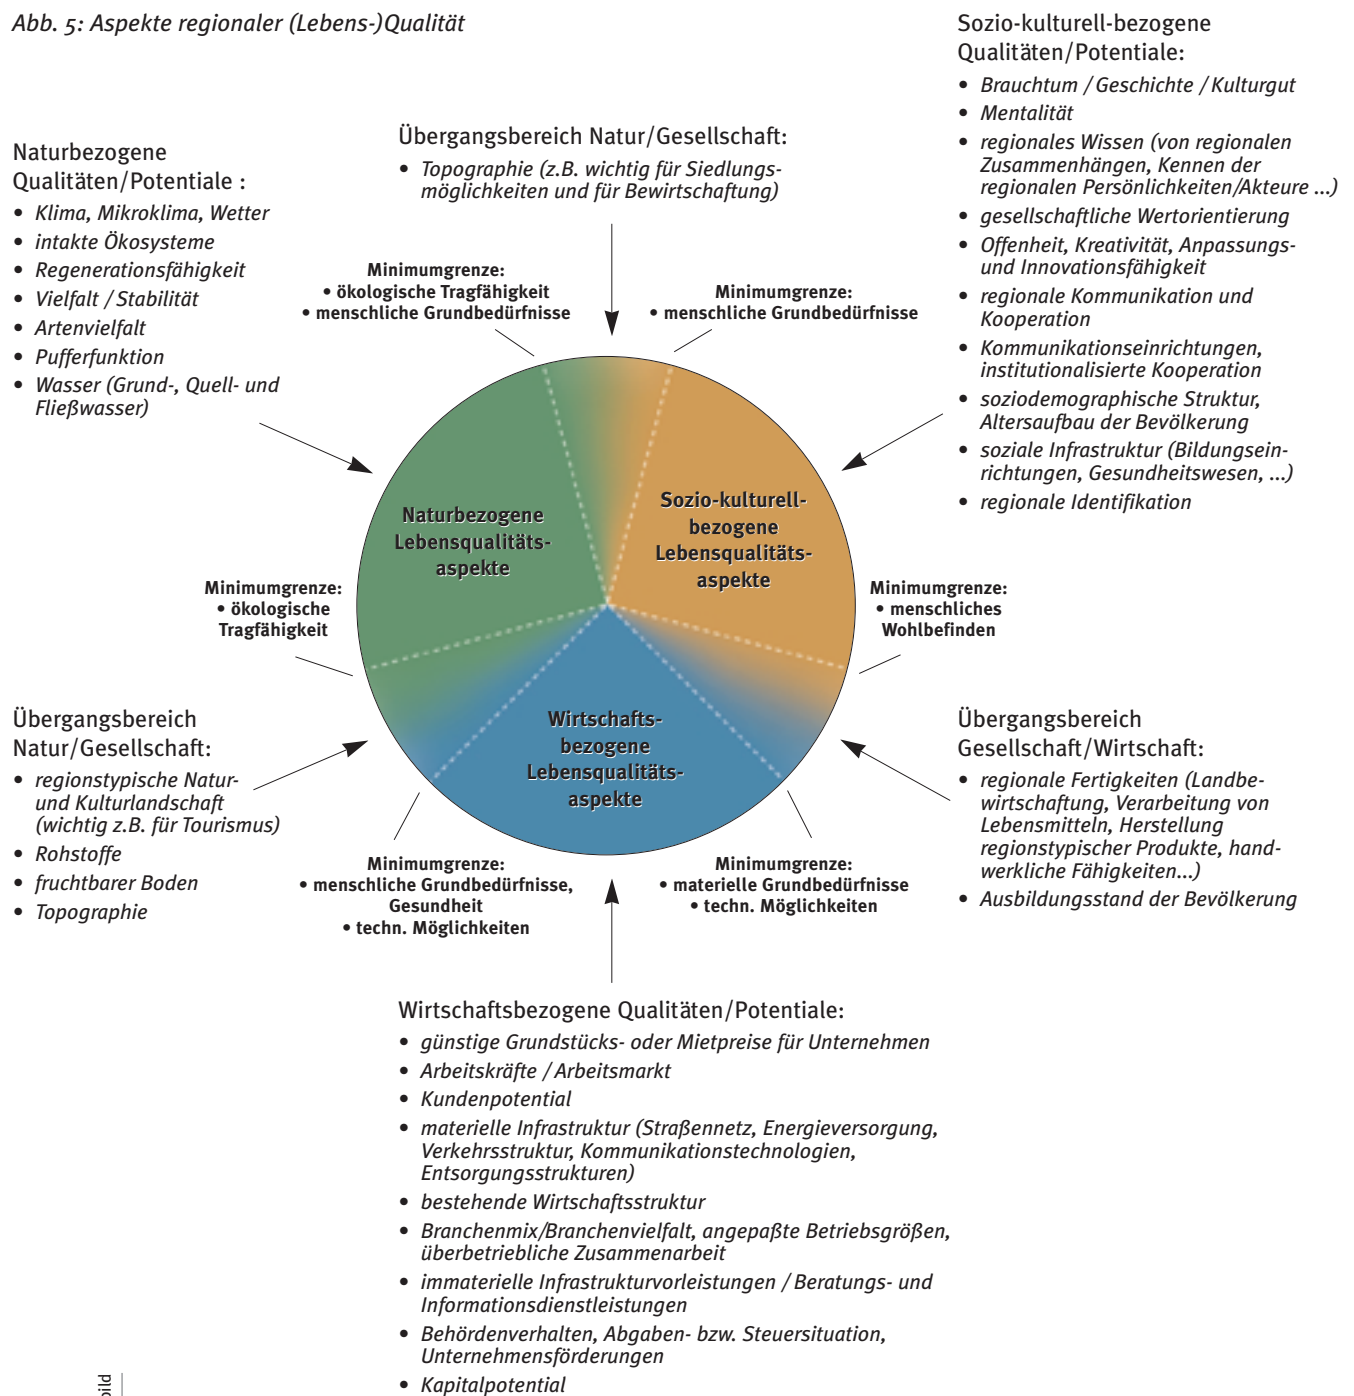 Abb. 5: Aspekte regionaler (Lebens-)Qualität
Naturbezogene
Qualitäten/Potentiale :
• Klima, Mikroklima, Wetter
• intakte Ökosysteme
• Regenerationsfähigkeit
• Vielfalt / Stabilität
• Artenvielfalt
• Pufferfunktion
• Wasser (Grund-, Quell- und
Fließwasser)
Übergangsbereich Natur/Gesellschaft:
• Topographie (z.B. wichtig für Siedlungs-
möglichkeiten und für Bewirtschaftung)
Sozio-kulturell-bezogene
Qualitäten/Potentiale:
• Brauchtum / Geschichte / Kulturgut
• Mentalität
• regionales Wissen (von regionalen
Zusammenhängen, Kennen der
regionalen Persönlichkeiten/Akteure ...)
• gesellschaftliche Wertorientierung
• Offenheit, Kreativität, Anpassungs-
und Innovationsfähigkeit
• regionale Kommunikation und
Kooperation
• Kommunikationseinrichtungen,
institutionalisierte Kooperation
• soziodemographische Struktur,
Altersaufbau der Bevölkerung
• soziale Infrastruktur (Bildungsein-
richtungen, Gesundheitswesen, ...)
• regionale Identifikation
Minimumgrenze:
• ökologische Tragfähigkeit
• menschliche Grundbedürfnisse
Minimumgrenze:
• menschliche Grundbedürfnisse
Naturbezogene
Lebensqualitäts-
aspekte
Sozio-kulturell-
bezogene
Lebensqualitäts-
aspekte
Minimumgrenze:
• ökologische
Tragfähigkeit
Minimumgrenze:
• menschliches
Wohlbefinden
Wirtschafts-
bezogene
Lebensqualitäts-
aspekte
Übergangsbereich
Natur/Gesellschaft:
• regionstypische Natur-
und Kulturlandschaft
(wichtig z.B. für Tourismus)
• Rohstoffe
• fruchtbarer Boden
• Topographie
Übergangsbereich
Gesellschaft/Wirtschaft:
• regionale Fertigkeiten (Landbe-
wirtschaftung, Verarbeitung von
Lebensmitteln, Herstellung
regionstypischer Produkte, hand-
werkliche Fähigkeiten...)
• Ausbildungsstand der Bevölkerung
Minimumgrenze:
• menschliche Grundbedürfnisse,
Gesundheit
• techn. Möglichkeiten
Minimumgrenze:
• materielle Grundbedürfnisse
• techn. Möglichkeiten
Wirtschaftsbezogene Qualitäten/Potentiale:
• günstige Grundstücks- oder Mietpreise für Unternehmen
• Arbeitskräfte / Arbeitsmarkt
• Kundenpotential
• materielle Infrastruktur (Straßennetz, Energieversorgung,
Verkehrsstruktur, Kommunikationstechnologien,
Entsorgungsstrukturen)
• bestehende Wirtschaftsstruktur
• Branchenmix/Branchenvielfalt, angepaßte Betriebsgrößen,
überbetriebliche Zusammenarbeit
• immaterielle Infrastrukturvorleistungen / Beratungs- und
Informationsdienstleistungen
• Behördenverhalten, Abgaben- bzw. Steuersituation,
Unternehmensförderungen
• Kapitalpotential